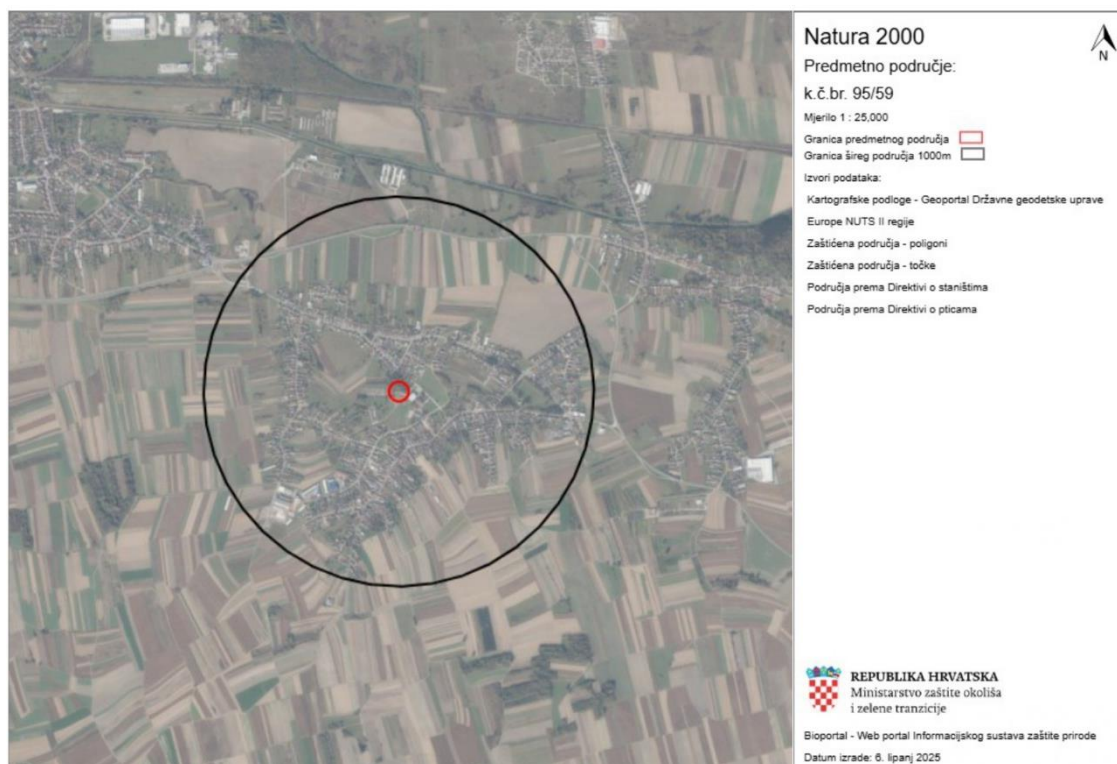 Natura 2000
N
Predmetno područje:
k.č.br. 95/59
Mjerilo 1 : 25,000
Granica predmetnog područja
Granica šireg područja 1000m
Izvori podataka:
Kartografske podloge - Geoportal Državne geodetske uprave
Europe NUTS II regije
Zaštićena područja - poligoni
Zaštićena područja - točke
Područja prema Direktivi o staništima
Područja prema Direktivi o pticama
REPUBLIKA HRVATSKA
Ministarstvo zaštite okoliša
i zelene tranzicije
Bioportal - Web portal Informacijskog sustava zaštite prirode
Datum izrade: 6. lipanj 2025